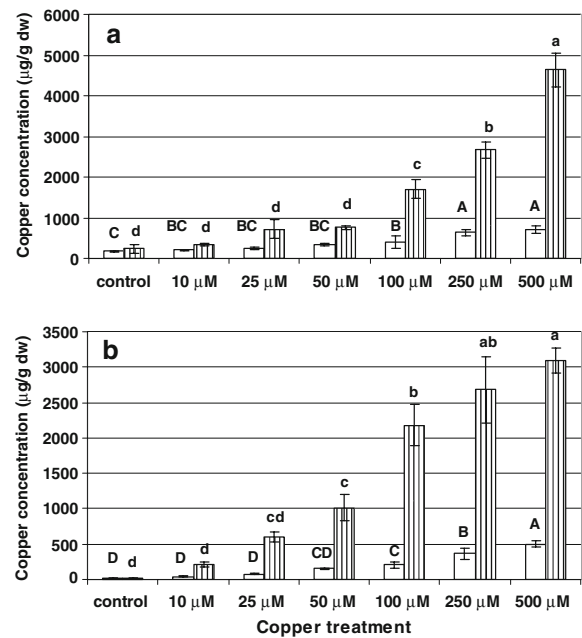 a
Copper concentration (µg/g dw)
6000
5000
4000
3000
2000
1000
0
C d BC d BC d BC d B c A b A a
control 10 µM 25 µM 50 µM 100 µM 250 µM 500 µM
b
Copper concentration (µg/g dw)
3500
3000
2500
2000
1500
1000
500
0
D d D d D cd CD c C b B ab A a
control 10 µM 25 µM 50 µM 100 µM 250 µM 500 µM
Copper treatment